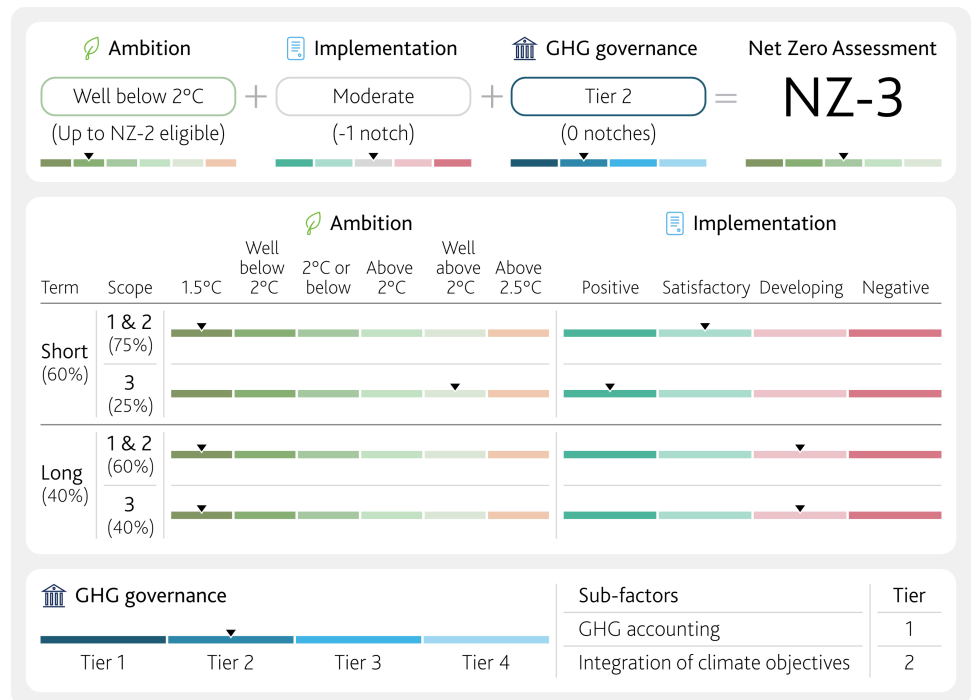 Ambition
Implementation
GHG governance
Net Zero Assessment
Well below 2°C
+
Moderate
+
Tier 2
=
NZ-3
(Up to NZ-2 eligible)
(-1 notch)
(0 notches)
Ambition
Implementation
Term
Scope
1.5°C
Well
below
2°C
2°C or
below
Above
2°C
Well
above
2°C
Above
2.5°C
Positive
Satisfactory
Developing
Negative
Short
(60%)
1 & 2
(75%)
3
(25%)
Long
(40%)
1 & 2
(60%)
3
(40%)
GHG governance
Tier 1
Tier 2
Tier 3
Tier 4
Sub-factors
Tier
GHG accounting
1
Integration of climate objectives
2